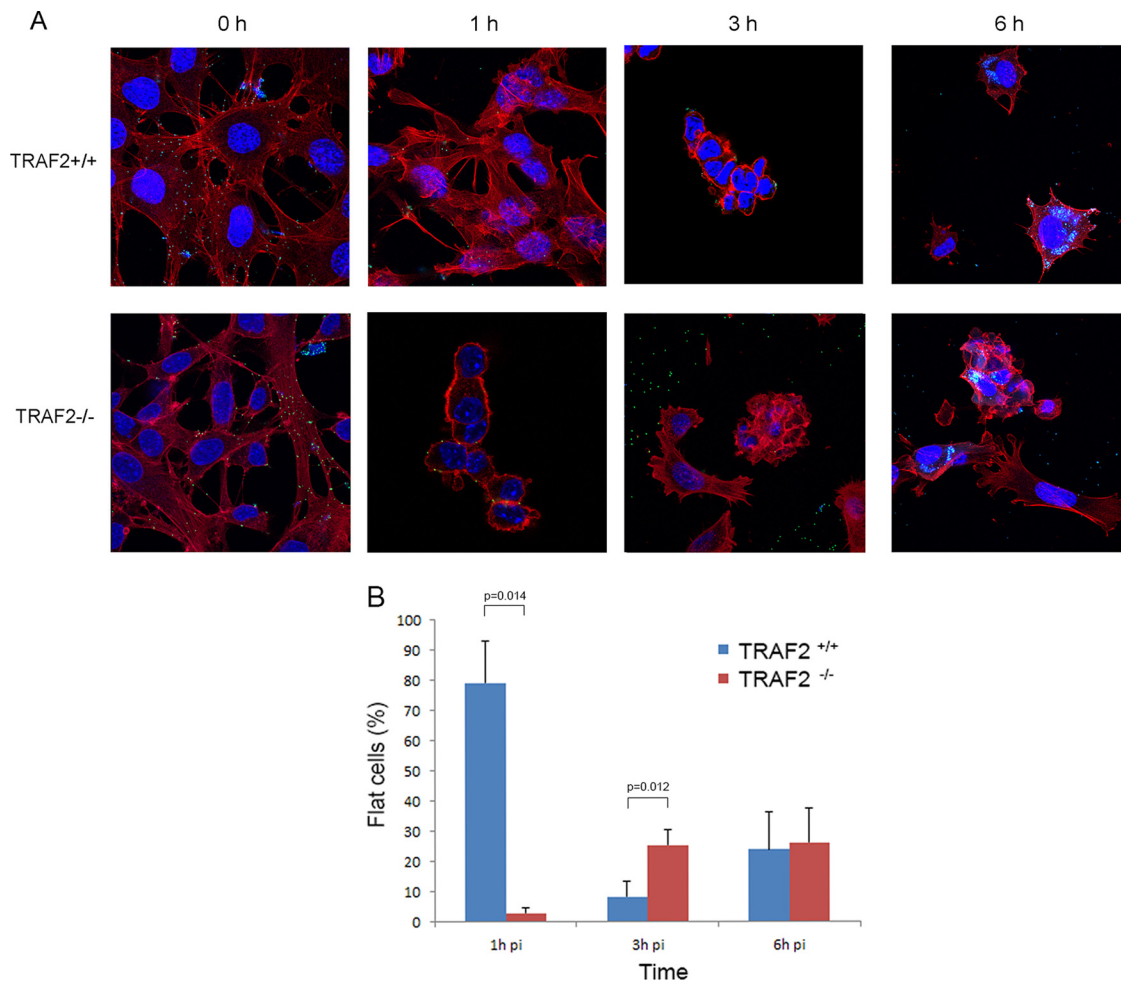 A
0 h
1 h
3 h
6 h
TRAF2+/+
TRAF2-/-
B
p=0.014
p=0.012
TRAF2 +/+
TRAF2 -/-
Flat cells (%)
100
90
80
70
60
50
40
30
20
10
0
1h pi
3h pi
6h pi
Time